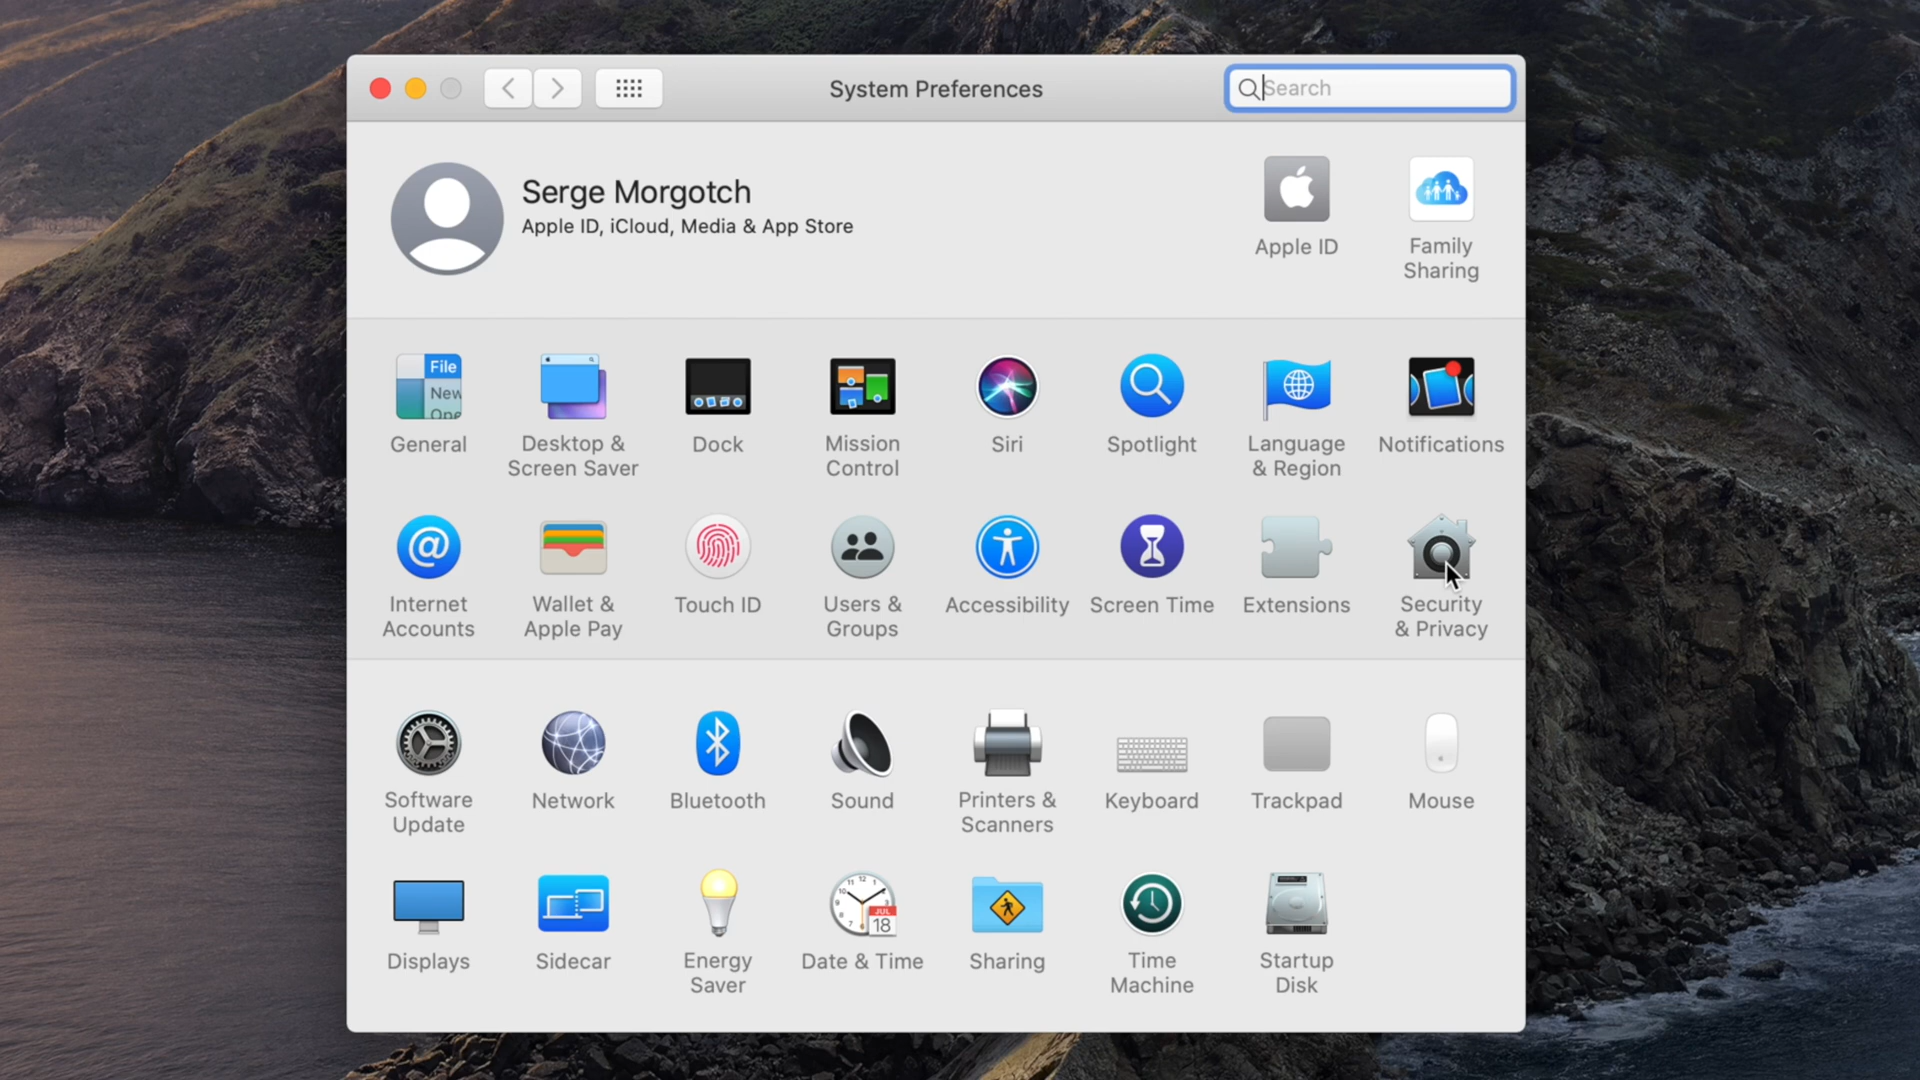 System Preferences
Search
Serge Morgotch
Apple ID, iCloud, Media & App Store
Apple ID
Family
Sharing
File
New
Ope
General
Desktop &
Screen Saver
Dock
Mission
Control
Siri
Spotlight
Language
& Region
Notifications
Internet
Accounts
Wallet &
Apple Pay
Touch ID
Users &
Groups
Accessibility
Screen Time
Extensions
Security
& Privacy
Software
Update
Network
Bluetooth
Sound
Printers &
Scanners
Keyboard
Trackpad
Mouse
JUL
18
Displays
Sidecar
Energy
Saver
Date & Time
Sharing
Time
Machine
Startup
Disk